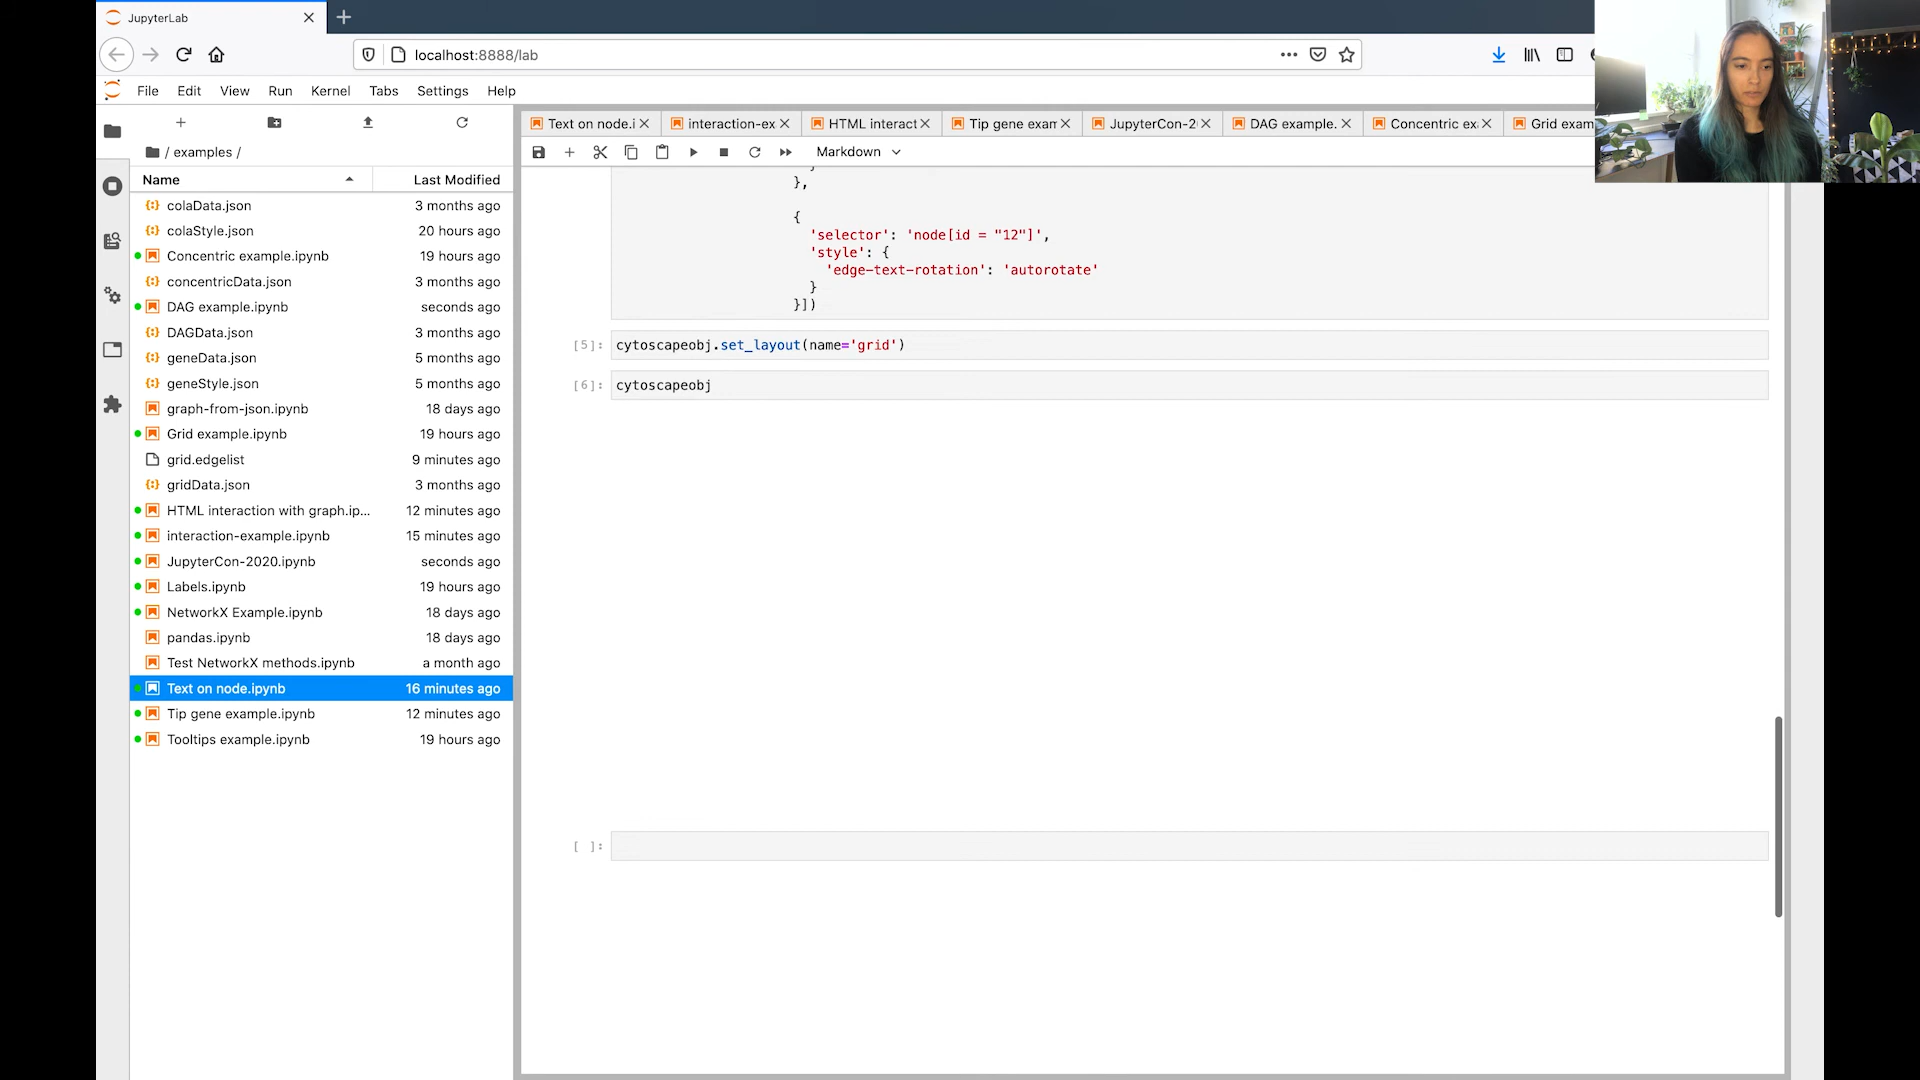 JupyterLab
localhost:8888/lab
File Edit View Run Kernel Tabs Settings Help
/ examples /
Name Last Modified
colaData.json 3 months ago
colaStyle.json 20 hours ago
Concentric example.ipynb 19 hours ago
concentricData.json 3 months ago
DAG example.ipynb seconds ago
DAGData.json 3 months ago
geneData.json 5 months ago
geneStyle.json 5 months ago
graph-from-json.ipynb 18 days ago
Grid example.ipynb 19 hours ago
grid.edgelist 9 minutes ago
gridData.json 3 months ago
HTML interaction with graph.ip... 12 minutes ago
interaction-example.ipynb 15 minutes ago
JupyterCon-2020.ipynb seconds ago
Labels.ipynb 19 hours ago
NetworkX Example.ipynb 18 days ago
pandas.ipynb 18 days ago
Test NetworkX methods.ipynb a month ago
Text on node.ipynb 16 minutes ago
Tip gene example.ipynb 12 minutes ago
Tooltips example.ipynb 19 hours ago
Text on node.i interaction-ex HTML interact Tip gene exam JupyterCon-2 DAG example. Concentric ex Grid exam
Markdown
}
},
{
'selector': 'node[id = "12"]',
'style': {
'edge-text-rotation': 'autorotate'
}
}])
[5]: cytoscapeobj.set_layout(name='grid')
[6]: cytoscapeobj
[ ]: